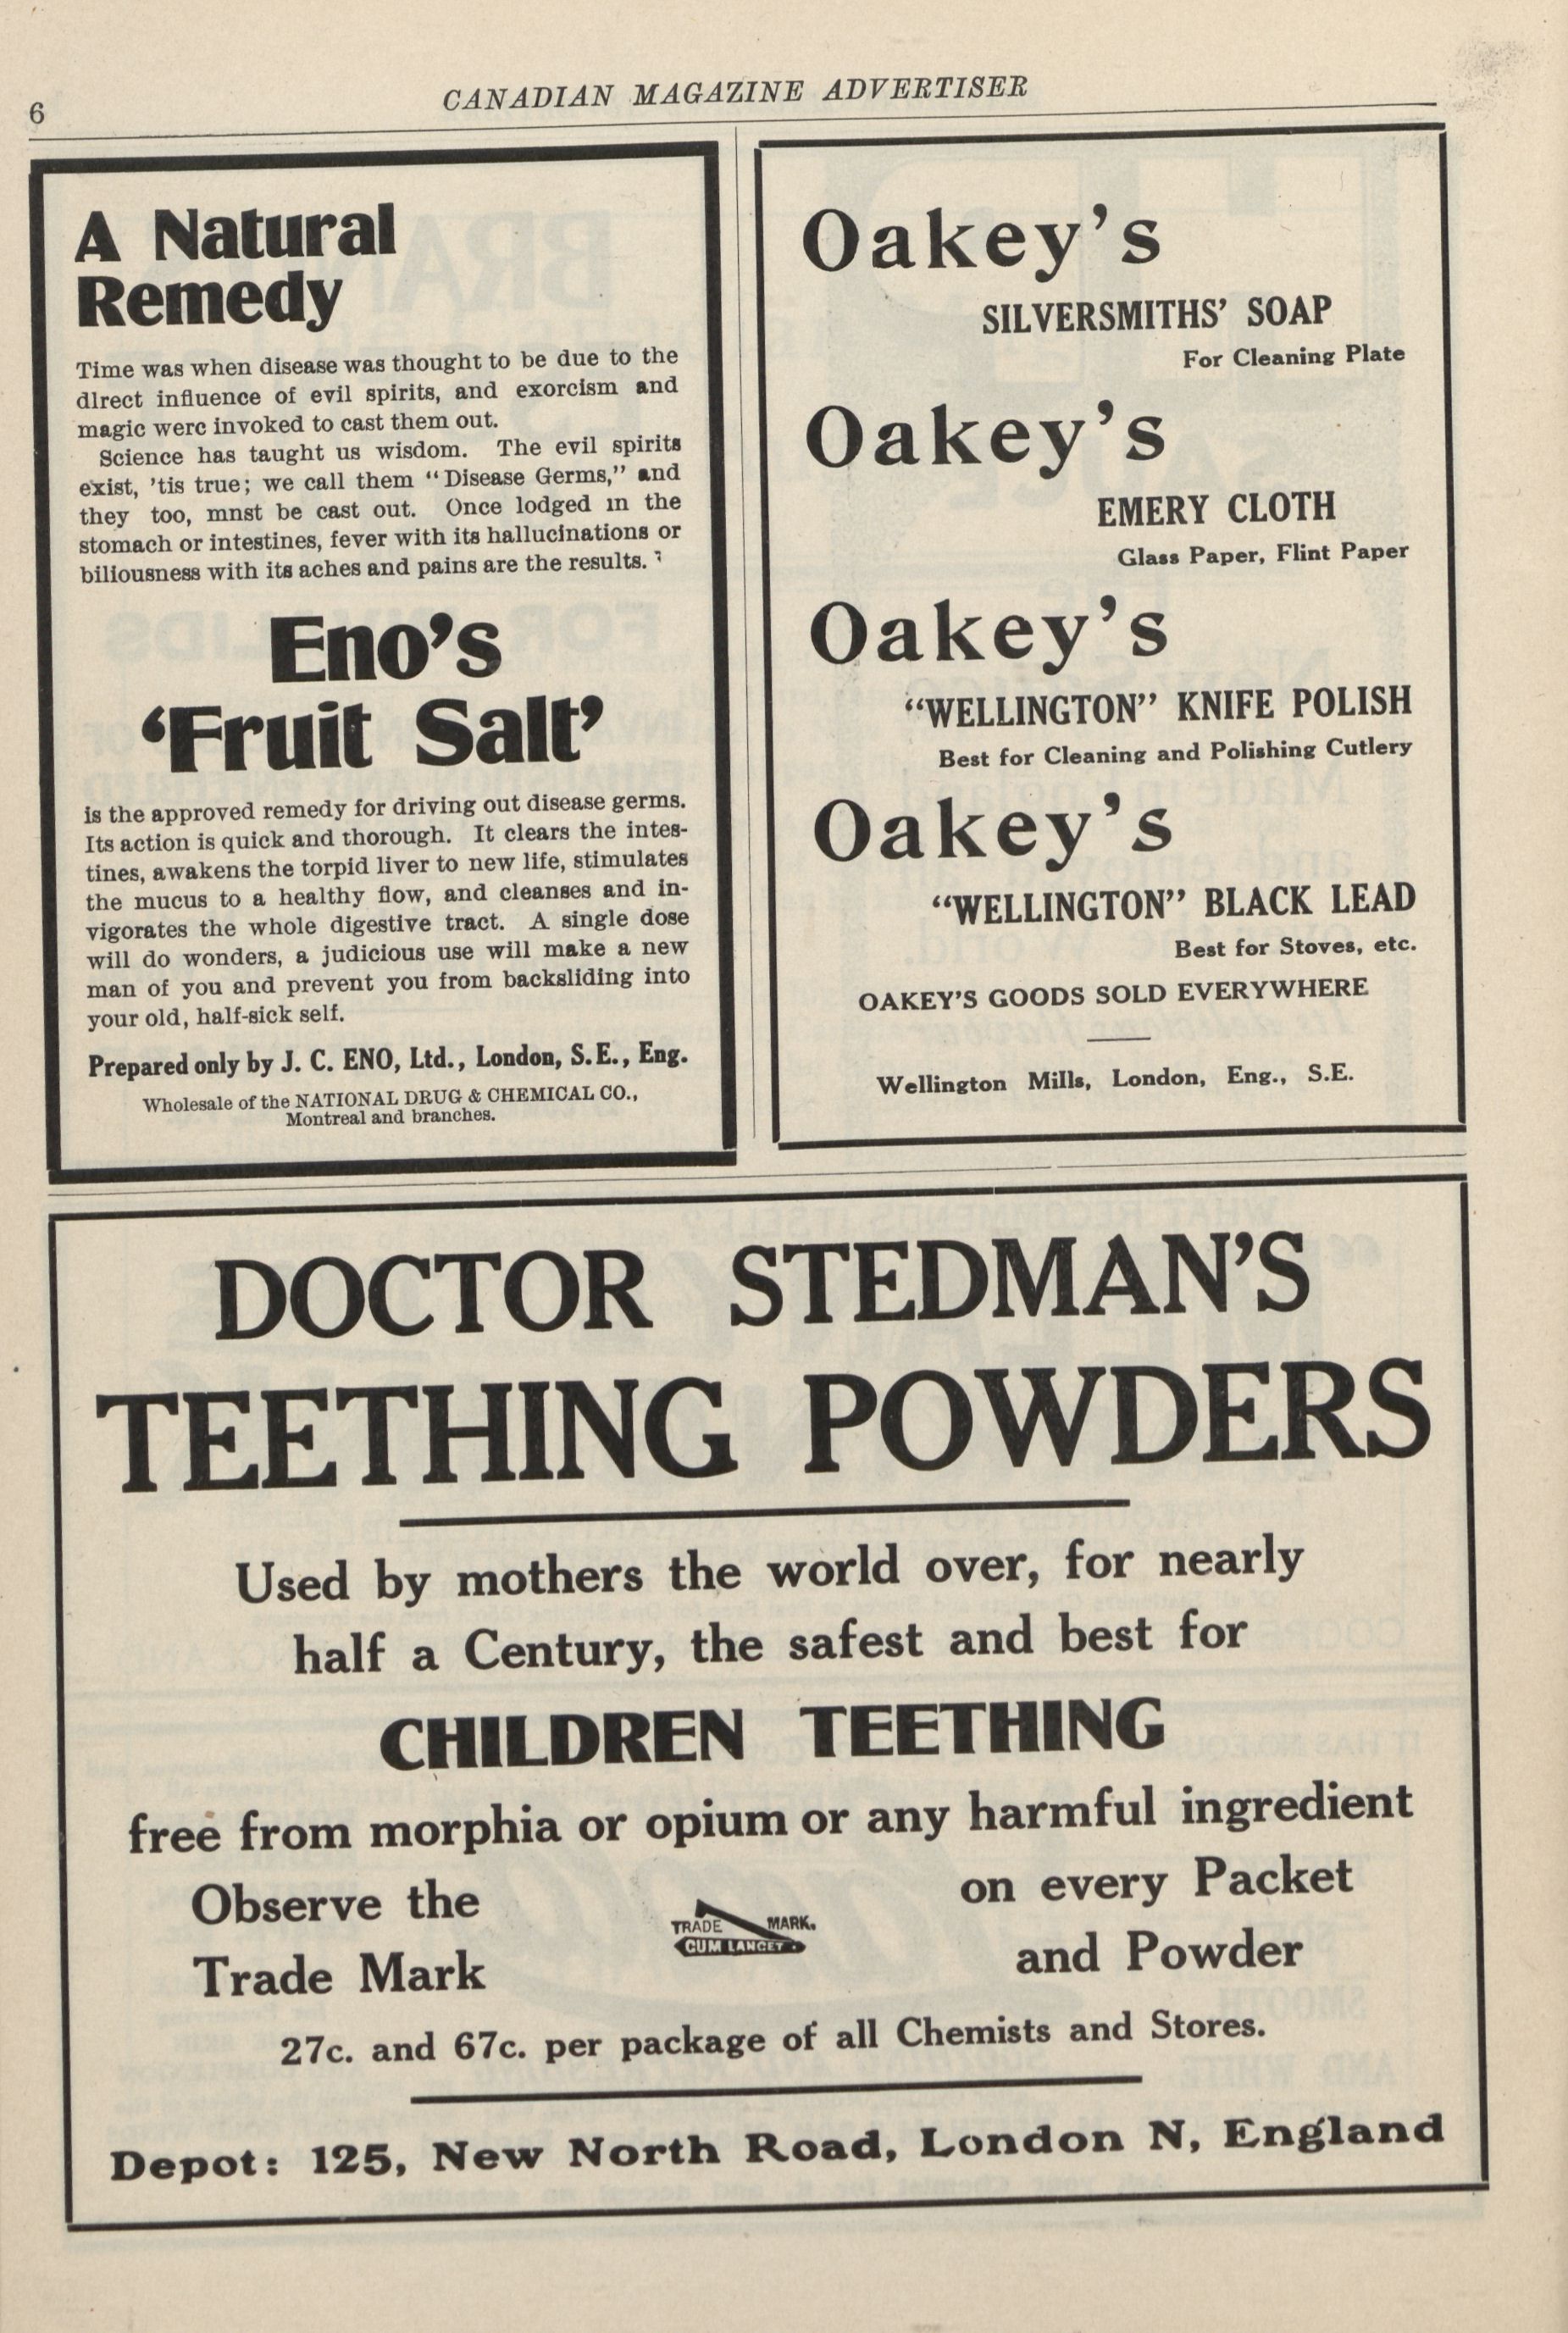 6
CANADIAN MAGAZINE ADVERTISER
A Natural
Remedy
Time was when disease was thought to be due to the
dlrect influence of evil spirits, and exorcism and
magic werc invoked to cast them out.
Science has taught us wisdom. The evil spirits
exist, 'tis true; we call them "Disease Germs," and
they too, mnst be cast out. Once lodged in the
stomach or intestines, fever with its hallucinations or
biliousness with its aches and pains are the results.
Eno's
'Fruit Salt'
is the approved remedy for driving out disease germs.
Its action is quick and thorough. It clears the intes-
tines, awakens the torpid liver to new life, stimulates
the mucus to a healthy flow, and cleanses and in-
vigorates the whole digestive tract. A single dose
will do wonders, a judicious use will make a new
man of you and prevent you from backsliding into
your old, half-sick self.
Prepared only by J. C. ENO, Ltd., London, S.E., Eng.
Wholesale of the NATIONAL DRUG & CHEMICAL CO.,
Montreal and branches.
Oakey's
SILVERSMITHS' SOAP
For Cleaning Plate
Oakey's
EMERY CLOTH
Glass Paper, Flint Paper
Oakey's
"WELLINGTON" KNIFE POLISH
Best for Cleaning and Polishing Cutlery
Oakey's
"WELLINGTON" BLACK LEAD
Best for Stoves, etc.
OAKEY'S GOODS SOLD EVERYWHERE
Wellington Mills, London, Eng., S.E.
DOCTOR STEDMAN'S
TEETHING POWDERS
Used by mothers the world over, for nearly
half a Century, the safest and best for
CHILDREN TEETHING
free from morphia or opium or any harmful ingredient
Observe the
Trade Mark
TRADE MARK.
GUM LANCET
on every Packet
and Powder
27c. and 67c. per package of all Chemists and Stores.
Depot: 125, New North Road, London N, England